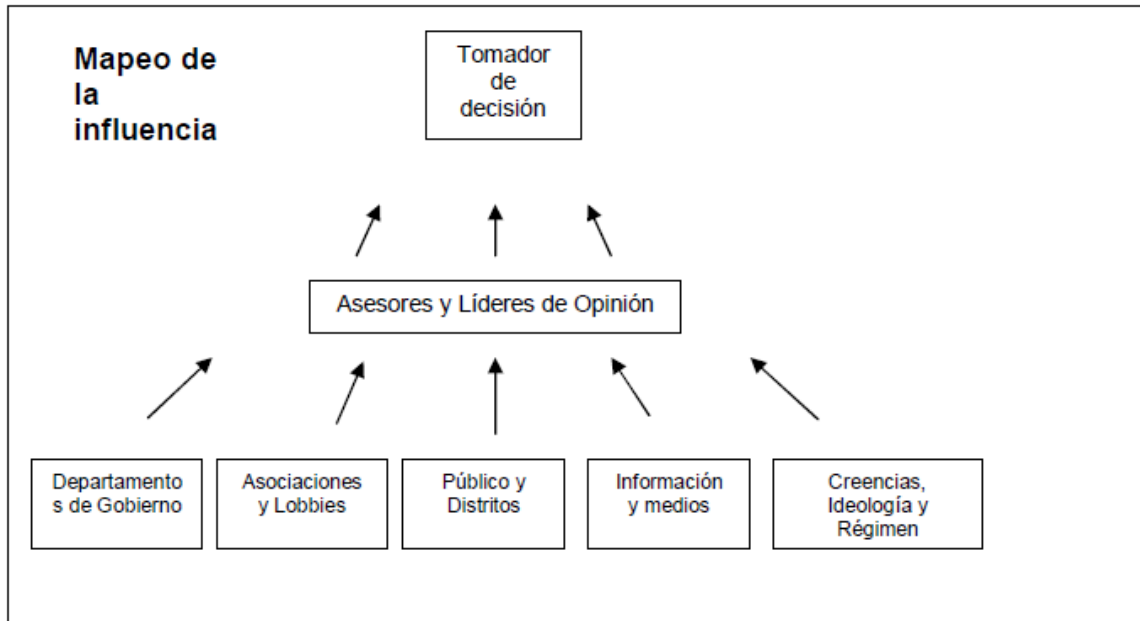 Mapeo de
la
influencia
Tomador
de
decisión
Asesores y Líderes de Opinión
Departamento
s de Gobierno
Asociaciones
y Lobbies
Público y
Distritos
Información
y medios
Creencias,
Ideología y
Régimen